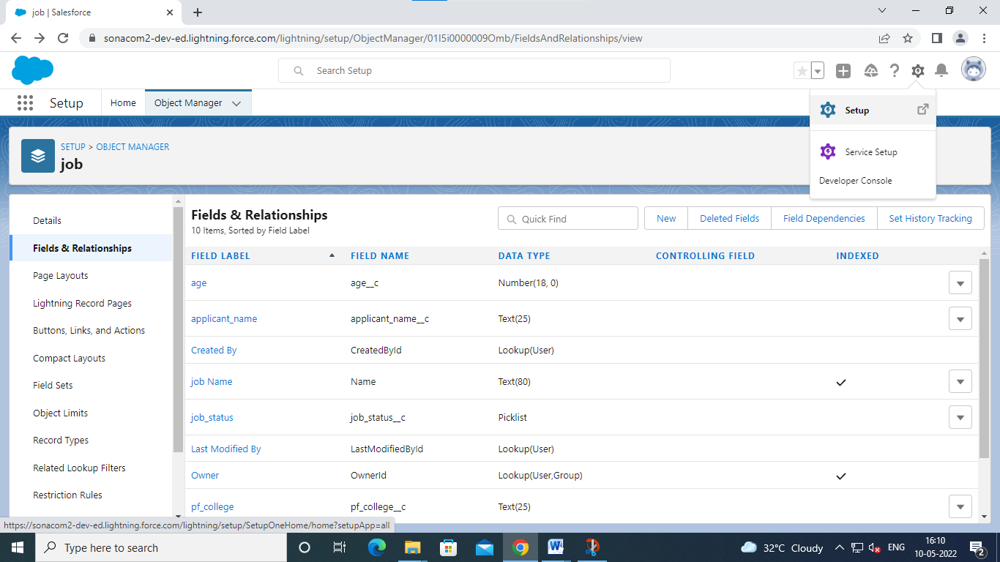 job | Salesforce
sonacom2-dev-ed.lightning.force.com/lightning/setup/ObjectManager/01I5i0000009Omb/FieldsAndRelationships/view
Search Setup
Setup Home Object Manager
Setup
Service Setup
Developer Console
SETUP > OBJECT MANAGER
job
Details
Fields & Relationships
Page Layouts
Lightning Record Pages
Buttons, Links, and Actions
Compact Layouts
Field Sets
Object Limits
Record Types
Related Lookup Filters
Restriction Rules
Fields & Relationships
10 Items, Sorted by Field Label
Quick Find New Deleted Fields Field Dependencies Set History Tracking
FIELD LABEL FIELD NAME DATA TYPE CONTROLLING FIELD INDEXED
age age__c Number(18, 0)
applicant_name applicant_name__c Text(25)
Created By CreatedById Lookup(User)
job Name Name Text(80)
job_status job_status__c Picklist
Last Modified By LastModifiedById Lookup(User)
Owner OwnerId Lookup(User,Group)
pf_college pf_college__c Text(25)
https://sonacom2-dev-ed.lightning.force.com/lightning/setup/SetupOneHome/home?setupApp=all
Type here to search
32°C Cloudy
ENG
16:10
10-05-2022
2